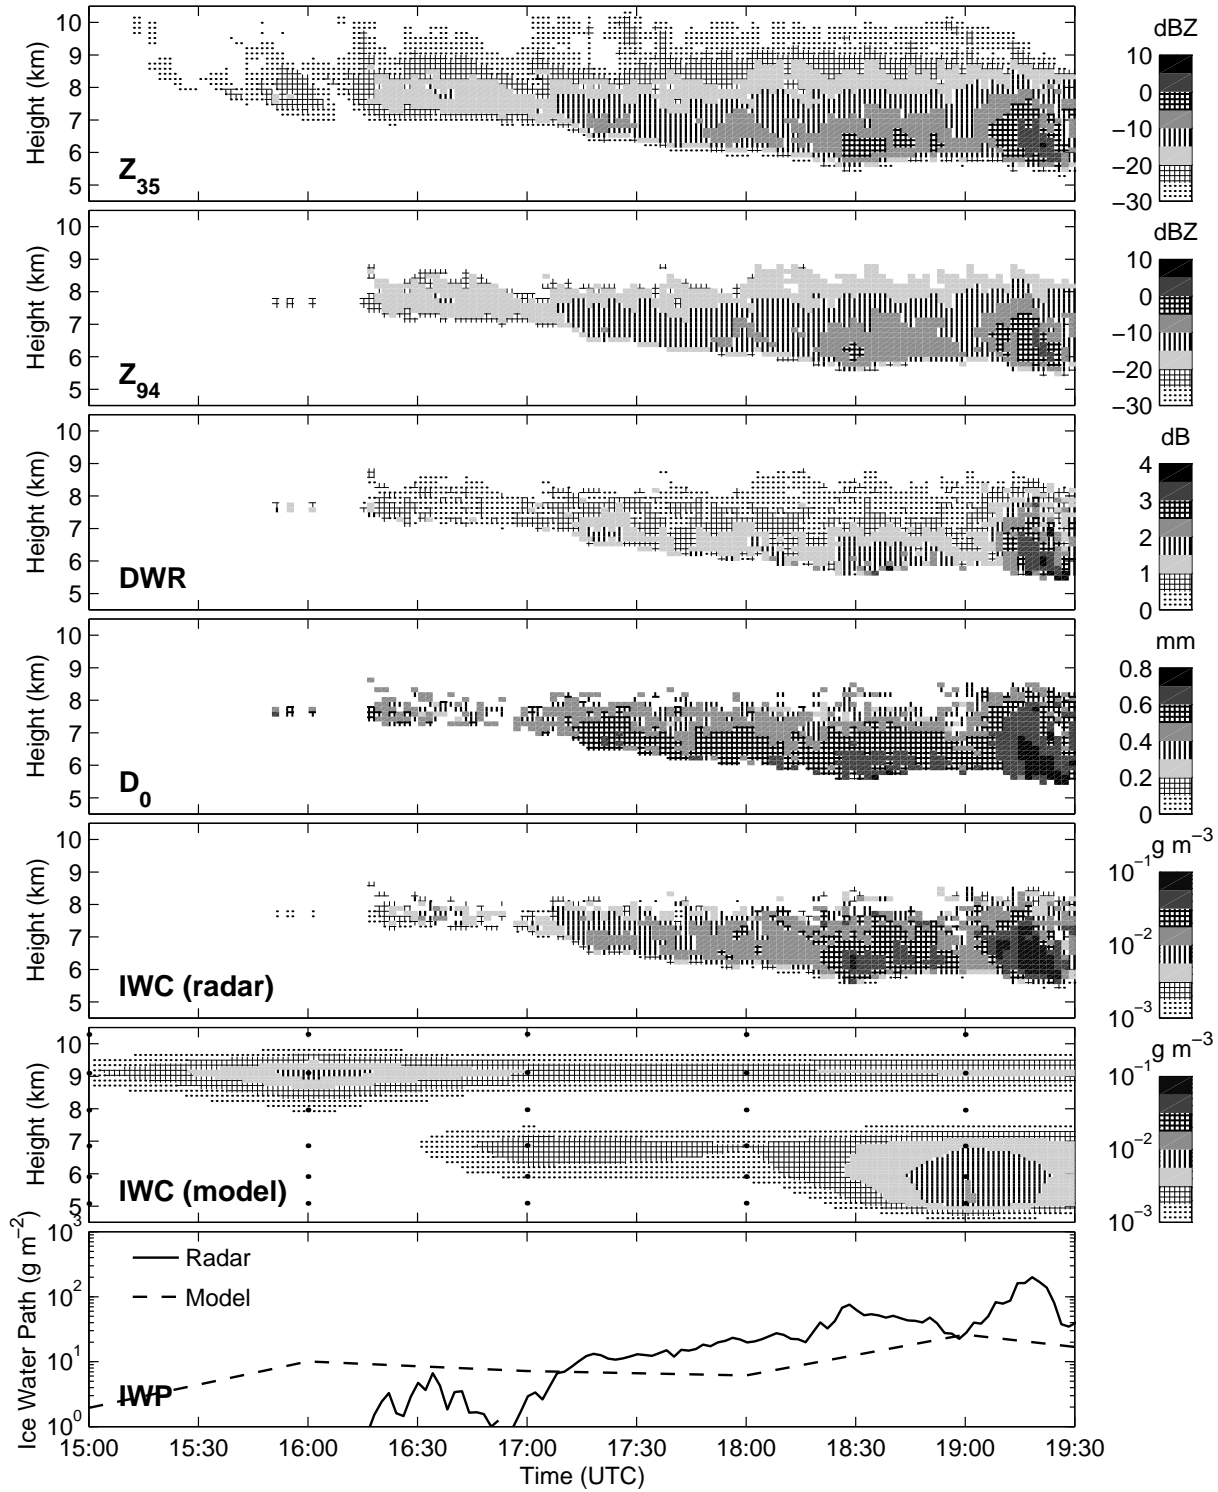 10
9
8
7
6
5
Height (km)
Z35
dBZ
10
0
−10
−20
−30
10
9
8
7
6
5
Height (km)
Z94
dBZ
10
0
−10
−20
−30
10
9
8
7
6
5
Height (km)
DWR
dB
4
3
2
1
0
10
9
8
7
6
5
Height (km)
D0
mm
0.8
0.6
0.4
0.2
0
10
9
8
7
6
5
Height (km)
IWC (radar)
g m−3
10−1
10−2
10−3
10
9
8
7
6
5
Height (km)
IWC (model)
g m−3
10−1
10−2
10−3
103
102
101
100
Ice Water Path (g m−2)
Radar
Model
IWP
15:00 15:30 16:00 16:30 17:00 17:30 18:00 18:30 19:00 19:30
Time (UTC)